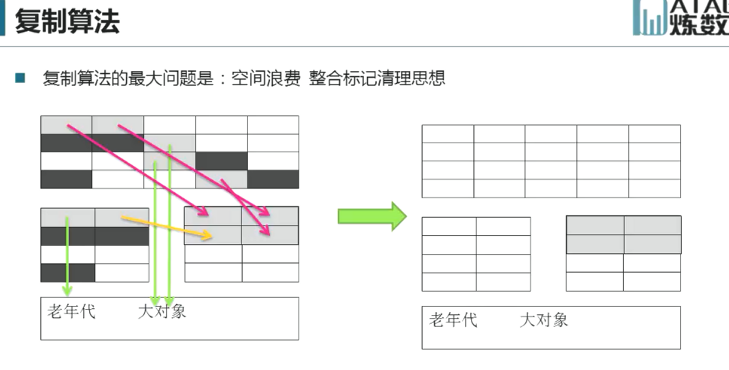 复制算法
炼数
复制算法的最大问题是：空间浪费 整合标记清理思想
老年代 大对象
老年代 大对象